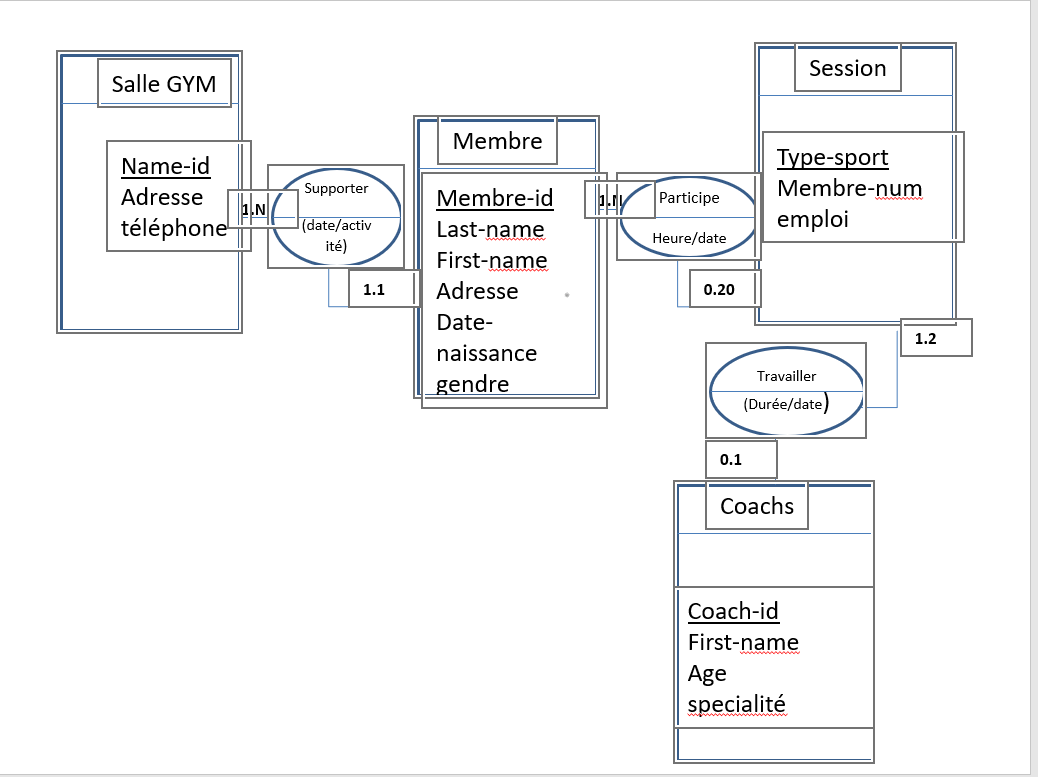 Salle GYM
Name-id
Adresse
téléphone
1.N
Supporter
(date/activ
ité)
1.1
Membre
Membre-id
Last-name
First-name
Adresse
Date-
naissance
gendre
1.N
Participe
Heure/date
0.20
Session
Type-sport
Membre-num
emploi
1.2
Travailler
(Durée/date)
0.1
Coachs
Coach-id
First-name
Age
specialité